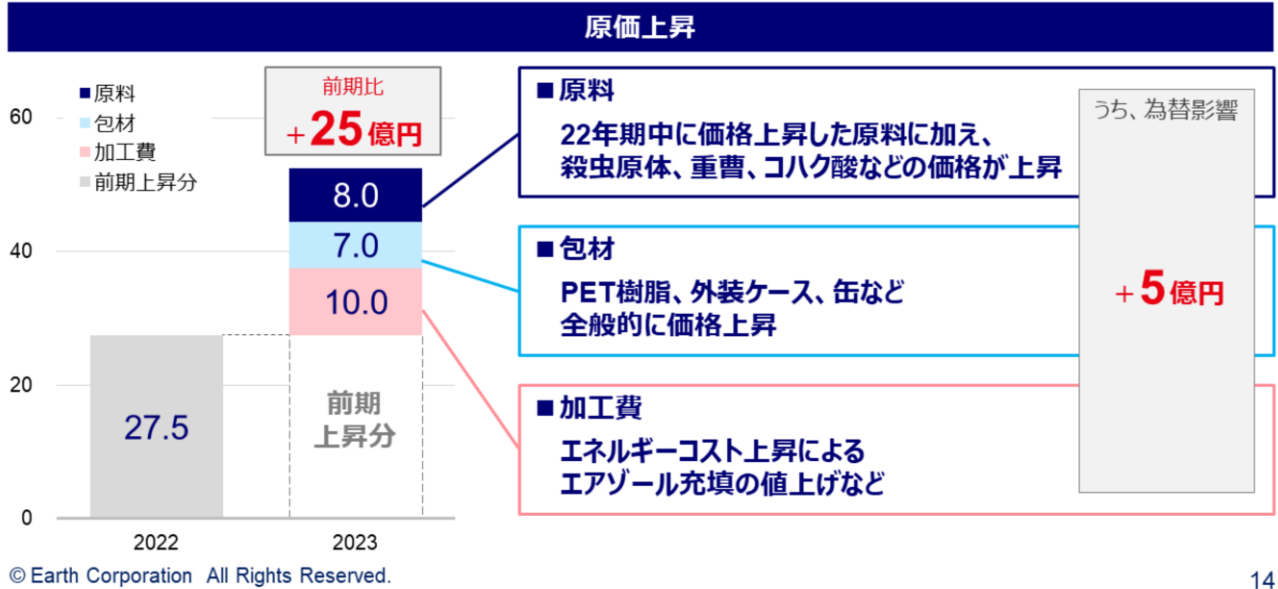 原価上昇
60
40
20
0
■原料
■包材
■加工費
■前期上昇分
前期比
+25億円
8.0
7.0
10.0
27.5
前期
上昇分
2022
2023
■原料
22年期中に価格上昇した原料に加え、
殺虫原体、重曹、コハク酸などの価格が上昇
■包材
PET樹脂、外装ケース、缶など
全般的に価格上昇
■加工費
エネルギーコスト上昇による
エアゾール充填の値上げなど
うち、為替影響
+5億円
© Earth Corporation All Rights Reserved.
14